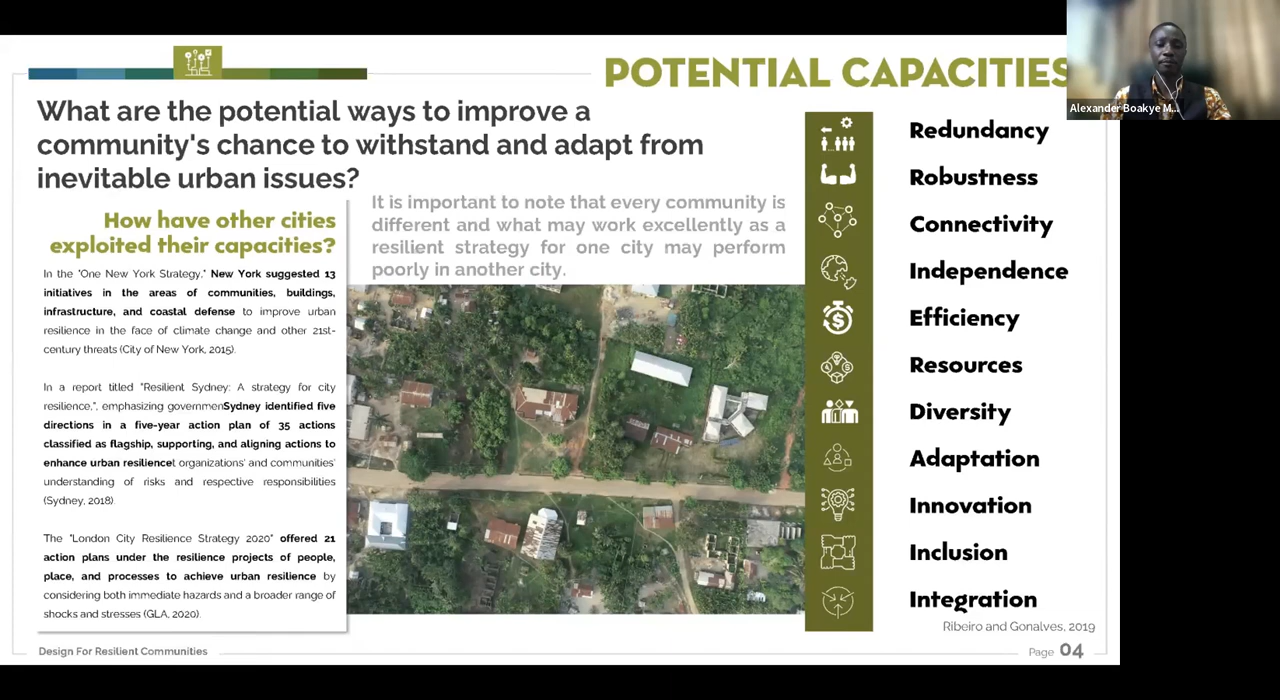 POTENTIAL CAPACITIES
Alexander Boakye M...
What are the potential ways to improve a
community's chance to withstand and adapt from
inevitable urban issues?
How have other cities
exploited their capacities?
In the "One New York Strategy," New York suggested 13
initiatives in the areas of communities, buildings,
infrastructure, and coastal defense to improve urban
resilience in the face of climate change and other 21st-
century threats (City of New York, 2015).
In a report titled "Resilient Sydney: A strategy for city
resilience,", emphasizing governmenSydney identified five
directions in a five-year action plan of 35 actions
classified as flagship, supporting, and aligning actions to
enhance urban resiliencet organizations' and communities'
understanding of risks and respective responsibilities
(Sydney, 2018).
The "London City Resilience Strategy 2020" offered 21
action plans under the resilience projects of people,
place, and processes to achieve urban resilience by
considering both immediate hazards and a broader range of
shocks and stresses (GLA, 2020).
It is important to note that every community is
different and what may work excellently as a
resilient strategy for one city may perform
poorly in another city.
Redundancy
Robustness
Connectivity
Independence
Efficiency
Resources
Diversity
Adaptation
Innovation
Inclusion
Integration
Ribeiro and Gonalves, 2019
Design For Resilient Communities
Page 04